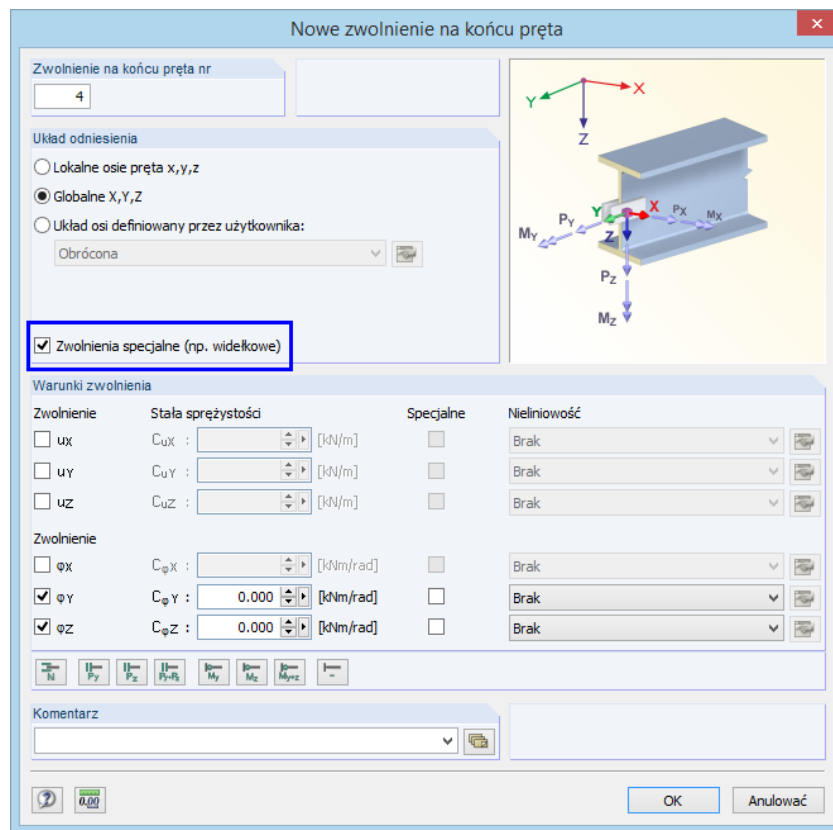 Nowe zwolnienie na końcu pręta
Zwolnienie na końcu pręta nr
4
Układ odniesienia
Lokalne osie pręta x,y,z
Globalne X,Y,Z
Układ osi definiowany przez użytkownika:
Obrócona
Zwolnienia specjalne (np. widełkowe)
Y X
Z
Y X PX MX
MY PY Z
PZ
MZ
Warunki zwolnienia
Zwolnienie Stała sprężystości Specjalne Nieliniowość
uX CuX : [kN/m] Brak
uY CuY : [kN/m] Brak
uZ CuZ : [kN/m] Brak
Zwolnienie
φX CφX : [kNm/rad] Brak
φY CφY : 0.000 [kNm/rad] Brak
φZ CφZ : 0.000 [kNm/rad] Brak
N Py Pz Py+Pz My Mz My+z -
Komentarz
0.00 OK Anulować